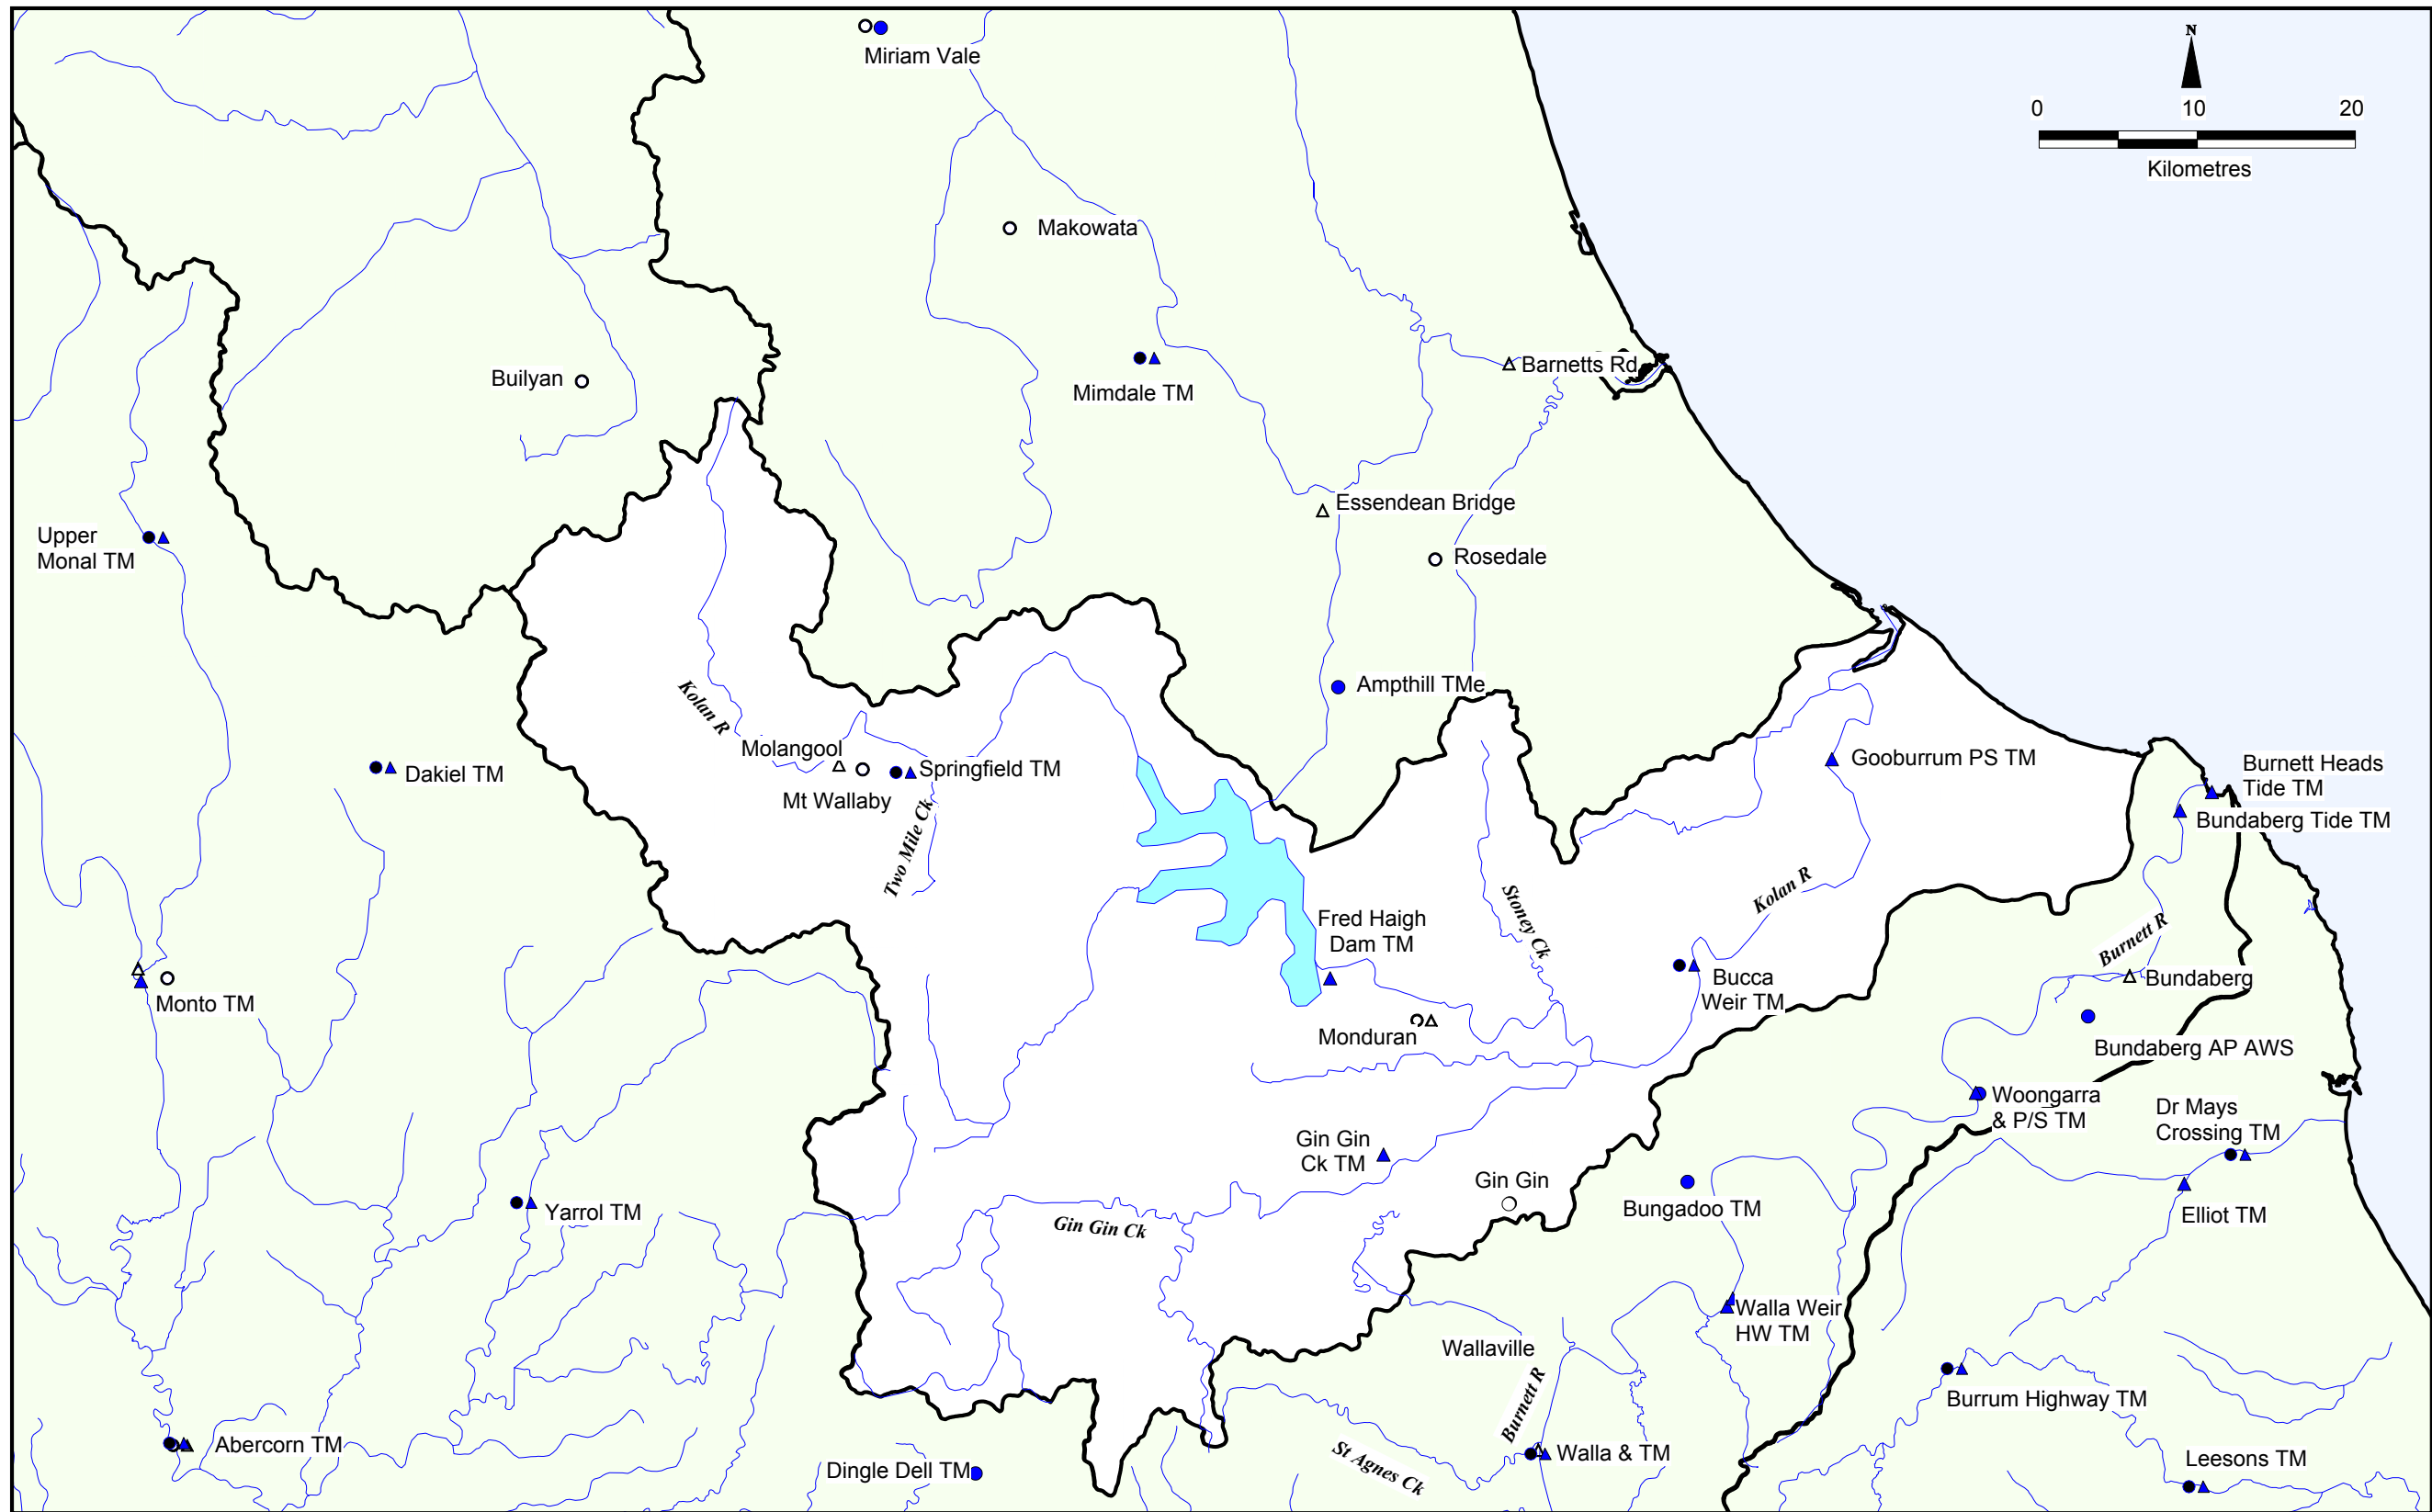 Miriam Vale
N
0 10 20
Kilometres
Makowata
Builyan
Mimdale TM
Barnetts Rd
Essendean Bridge
Upper
Monal TM
Rosedale
Ampthill TMe
Kolan R
Molangool
Springfield TM
Mt Wallaby
Dakiel TM
Two Mile Ck
Gooburrum PS TM
Burnett Heads
Tide TM
Bundaberg Tide TM
Kolan R
Stoney Ck
Fred Haigh
Dam TM
Burnett R
Bucca
Weir TM
Bundaberg
Monto TM
Monduran
Bundaberg AP AWS
Woongarra
& P/S TM
Dr Mays
Crossing TM
Gin Gin
Ck TM
Gin Gin
Bungadoo TM
Yarrol TM
Gin Gin Ck
Elliot TM
Walla Weir
HW TM
Wallaville
Burnett R
Burrum Highway TM
Abercorn TM
Dingle Dell TM
St Agnes Ck
Walla & TM
Leesons TM